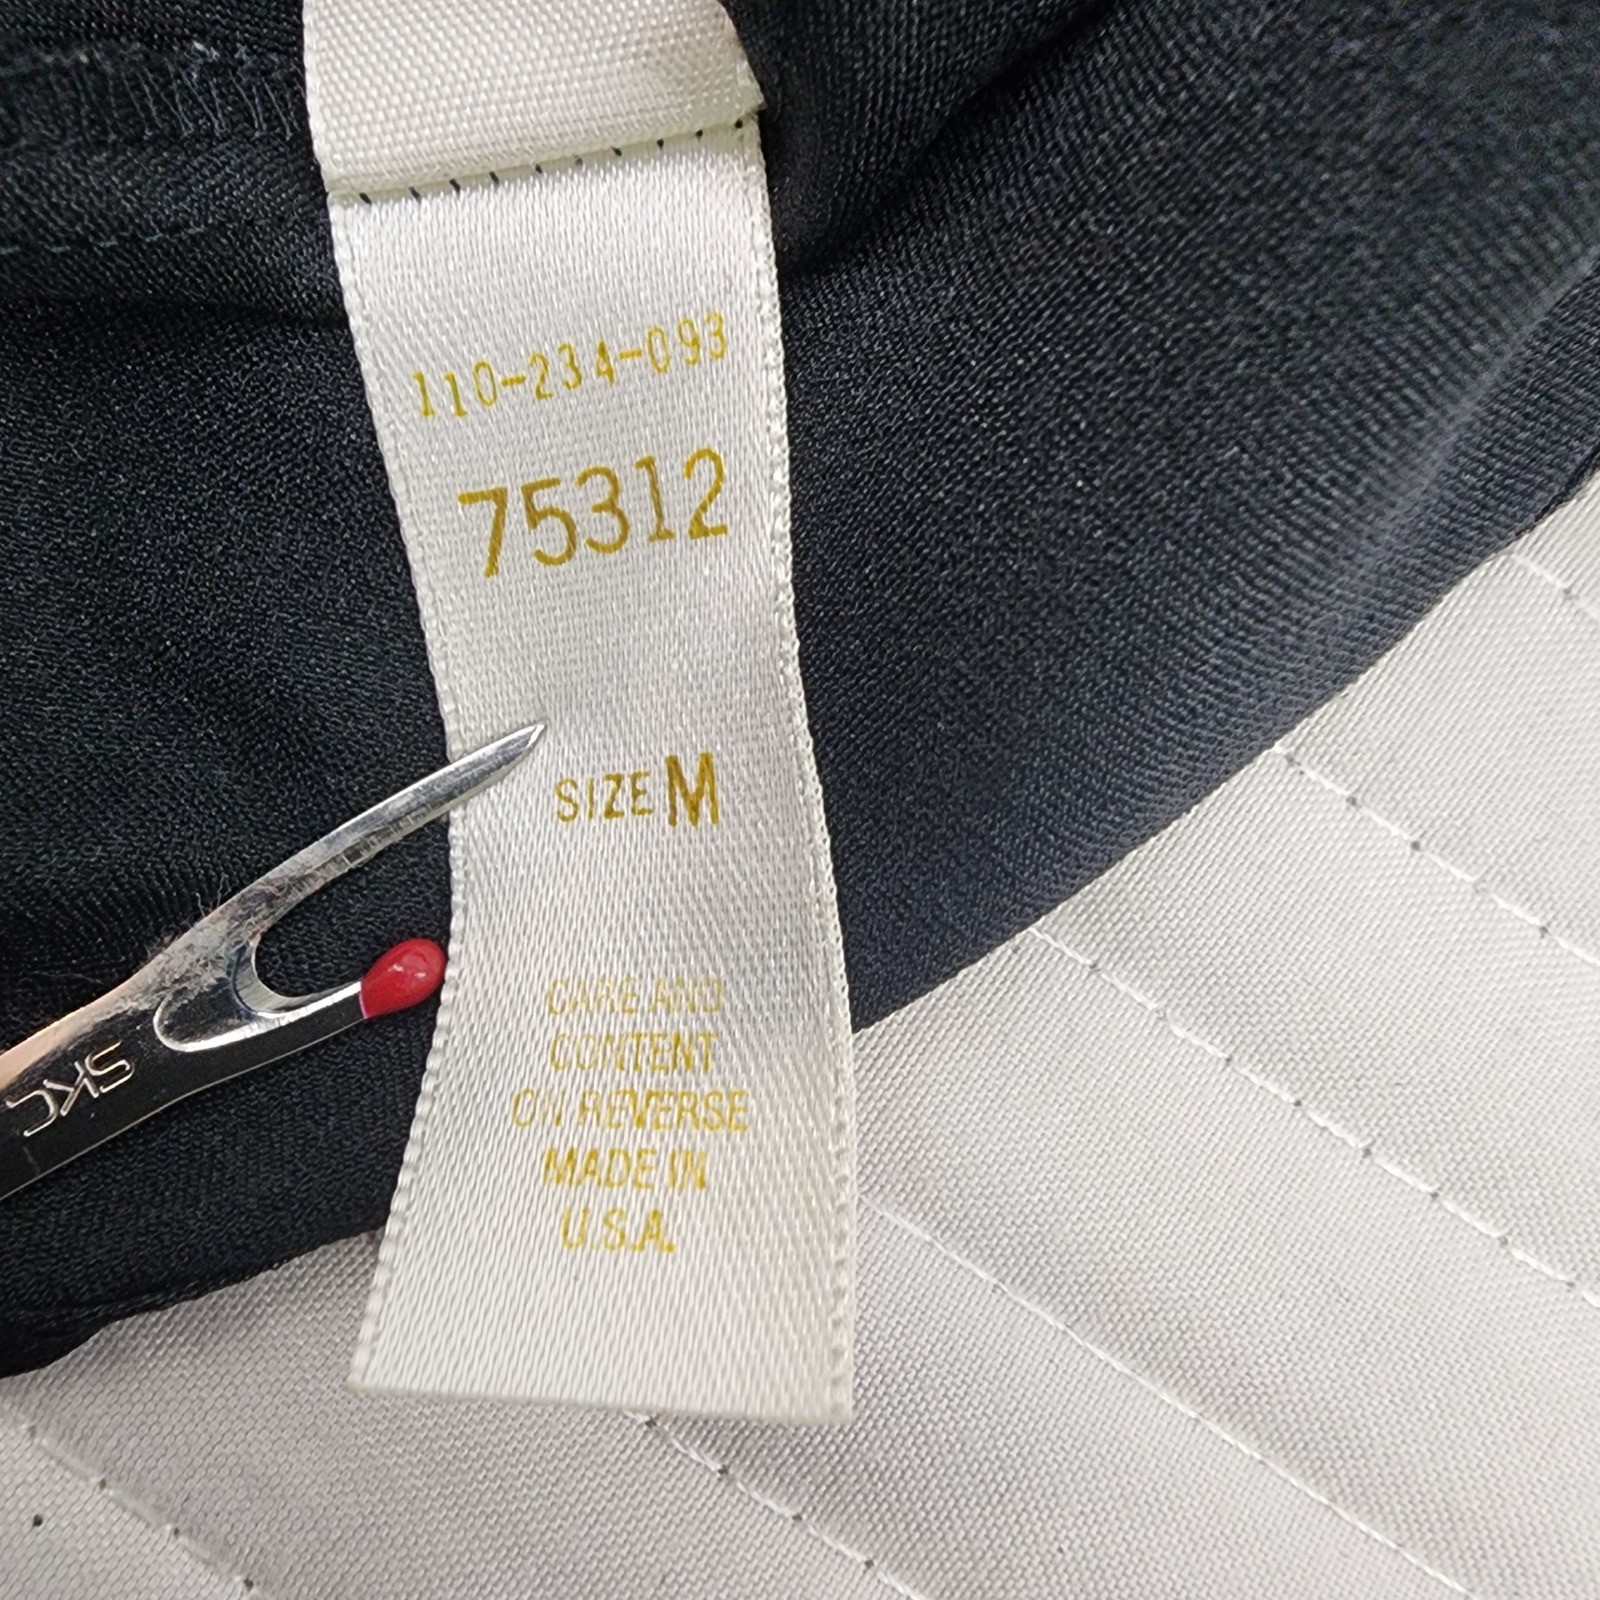 110-234-093
75312
SIZE M
CARE AND
CONTENT
ON REVERSE
MADE IN
U.S.A.
SKC